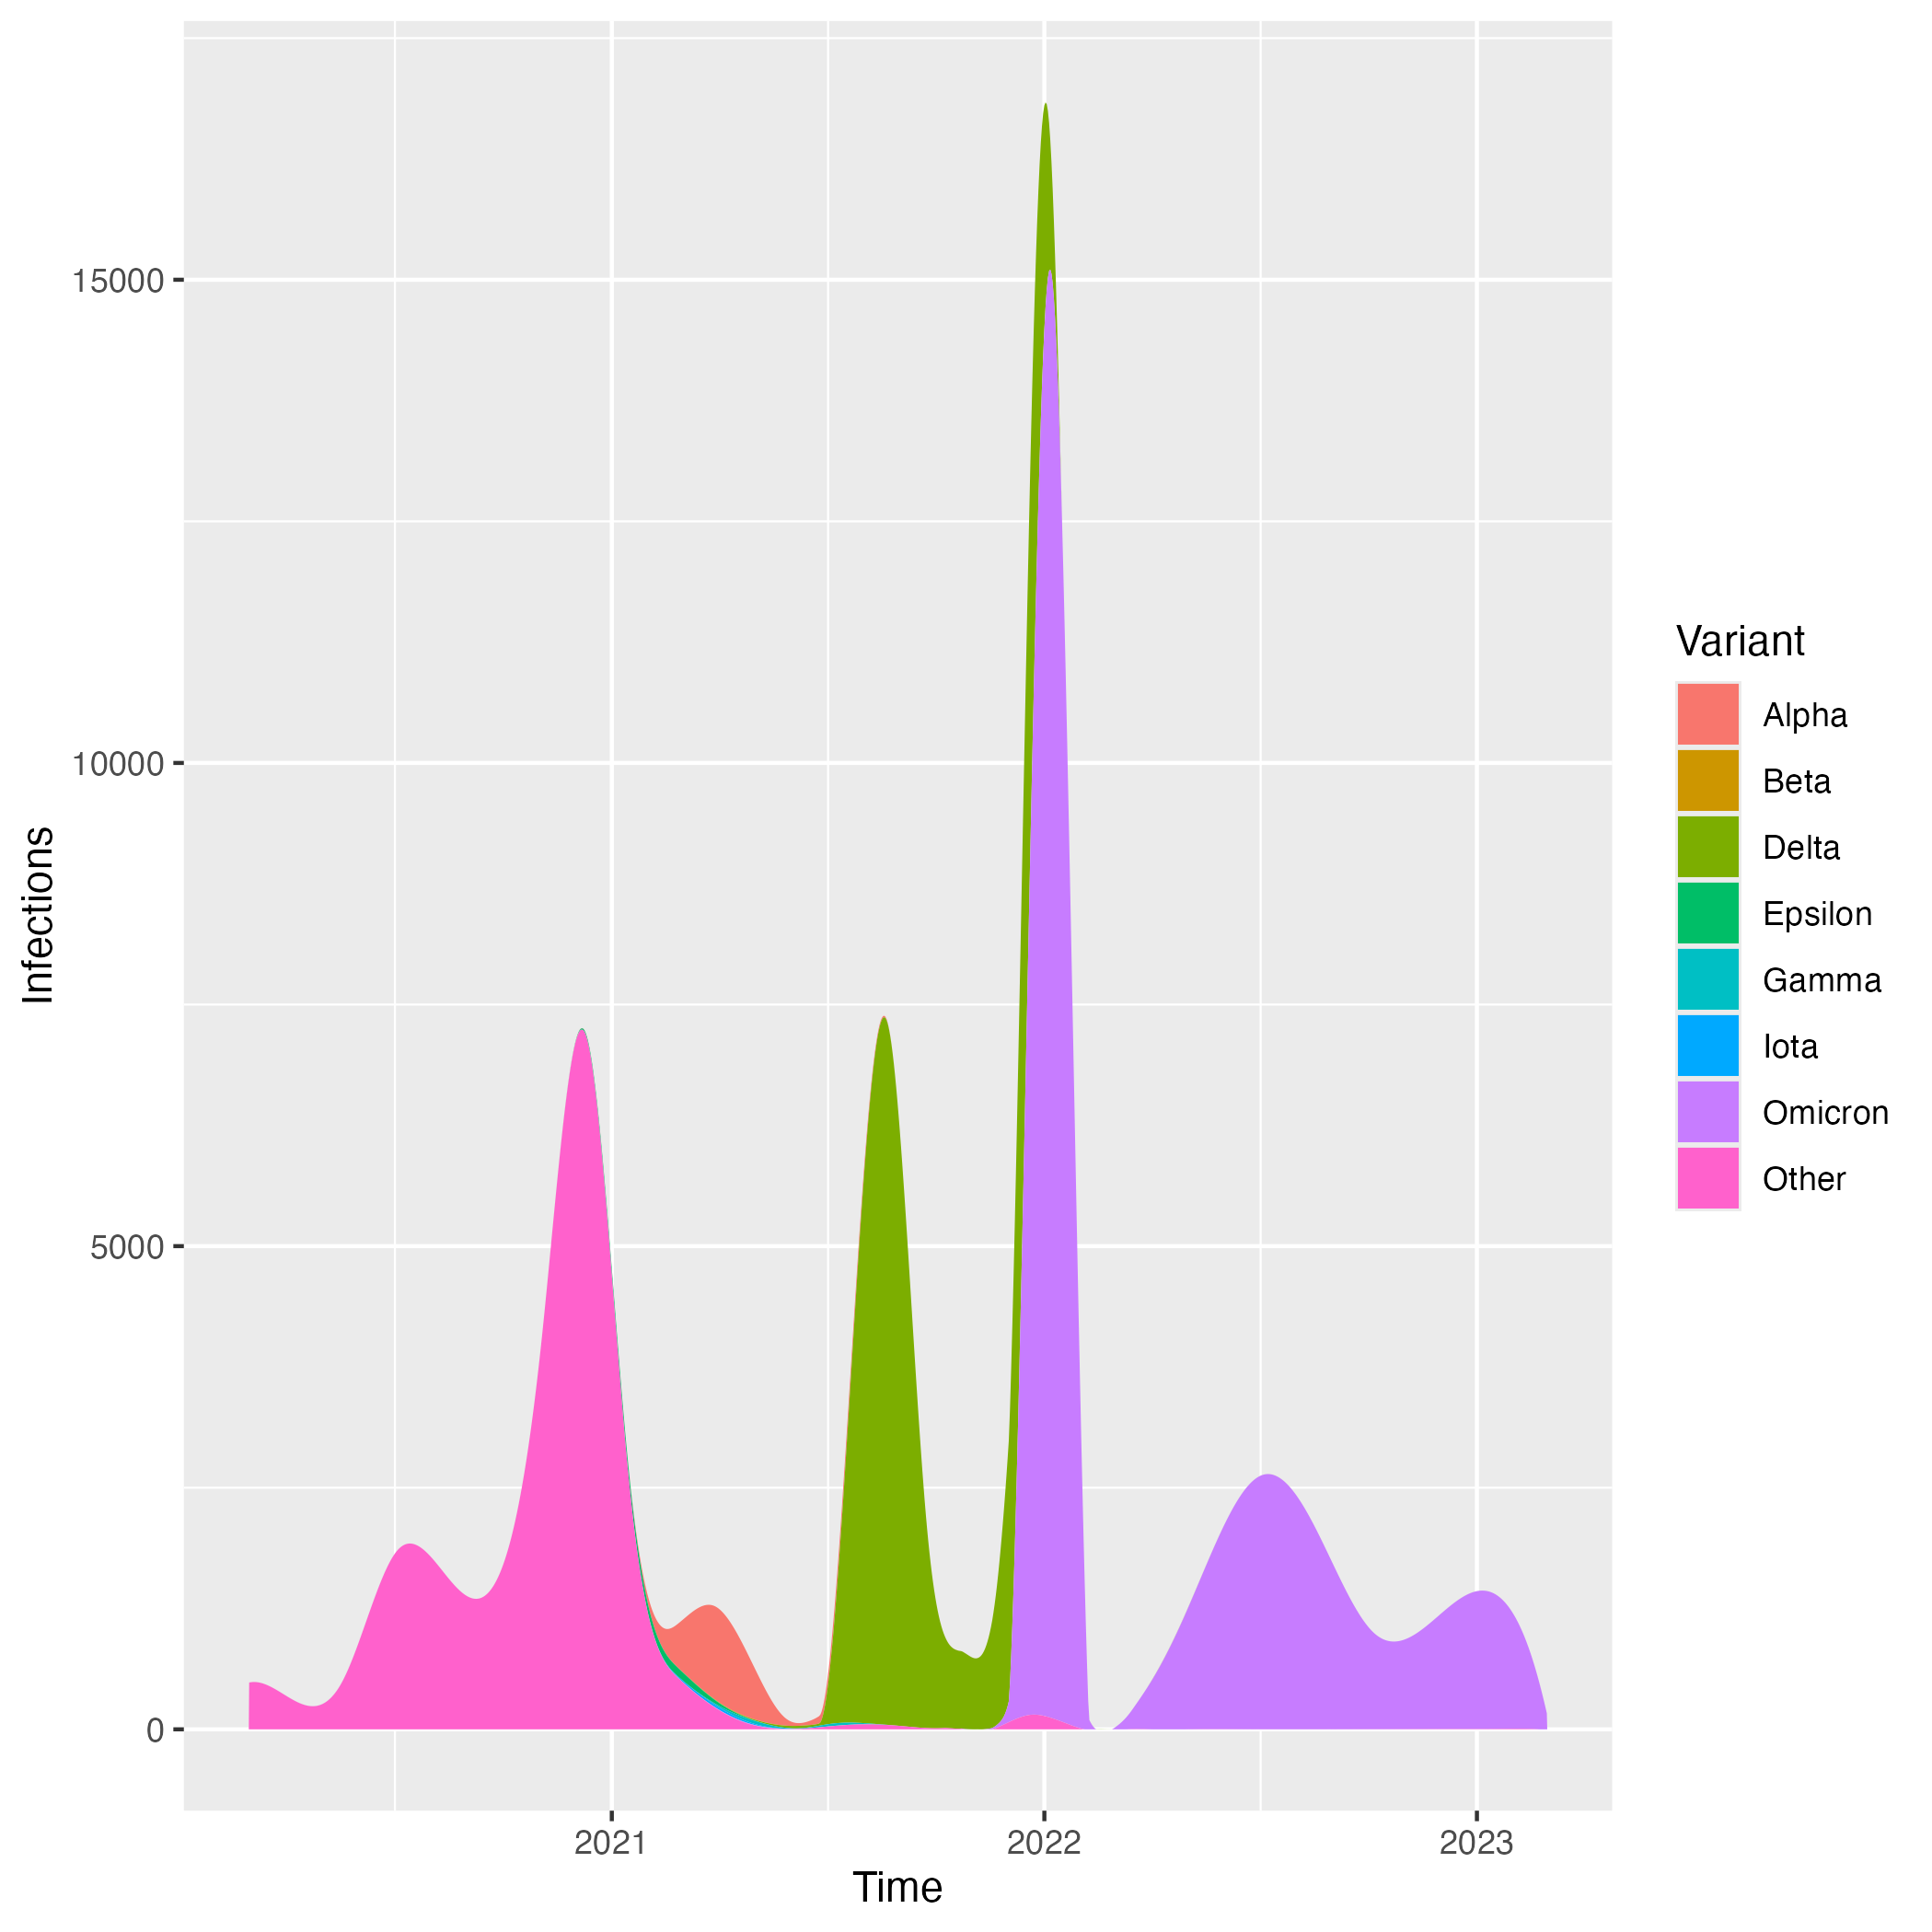 Infections
15000
10000
5000
0
2021
2022
2023
Time
Variant
Alpha
Beta
Delta
Epsilon
Gamma
Iota
Omicron
Other